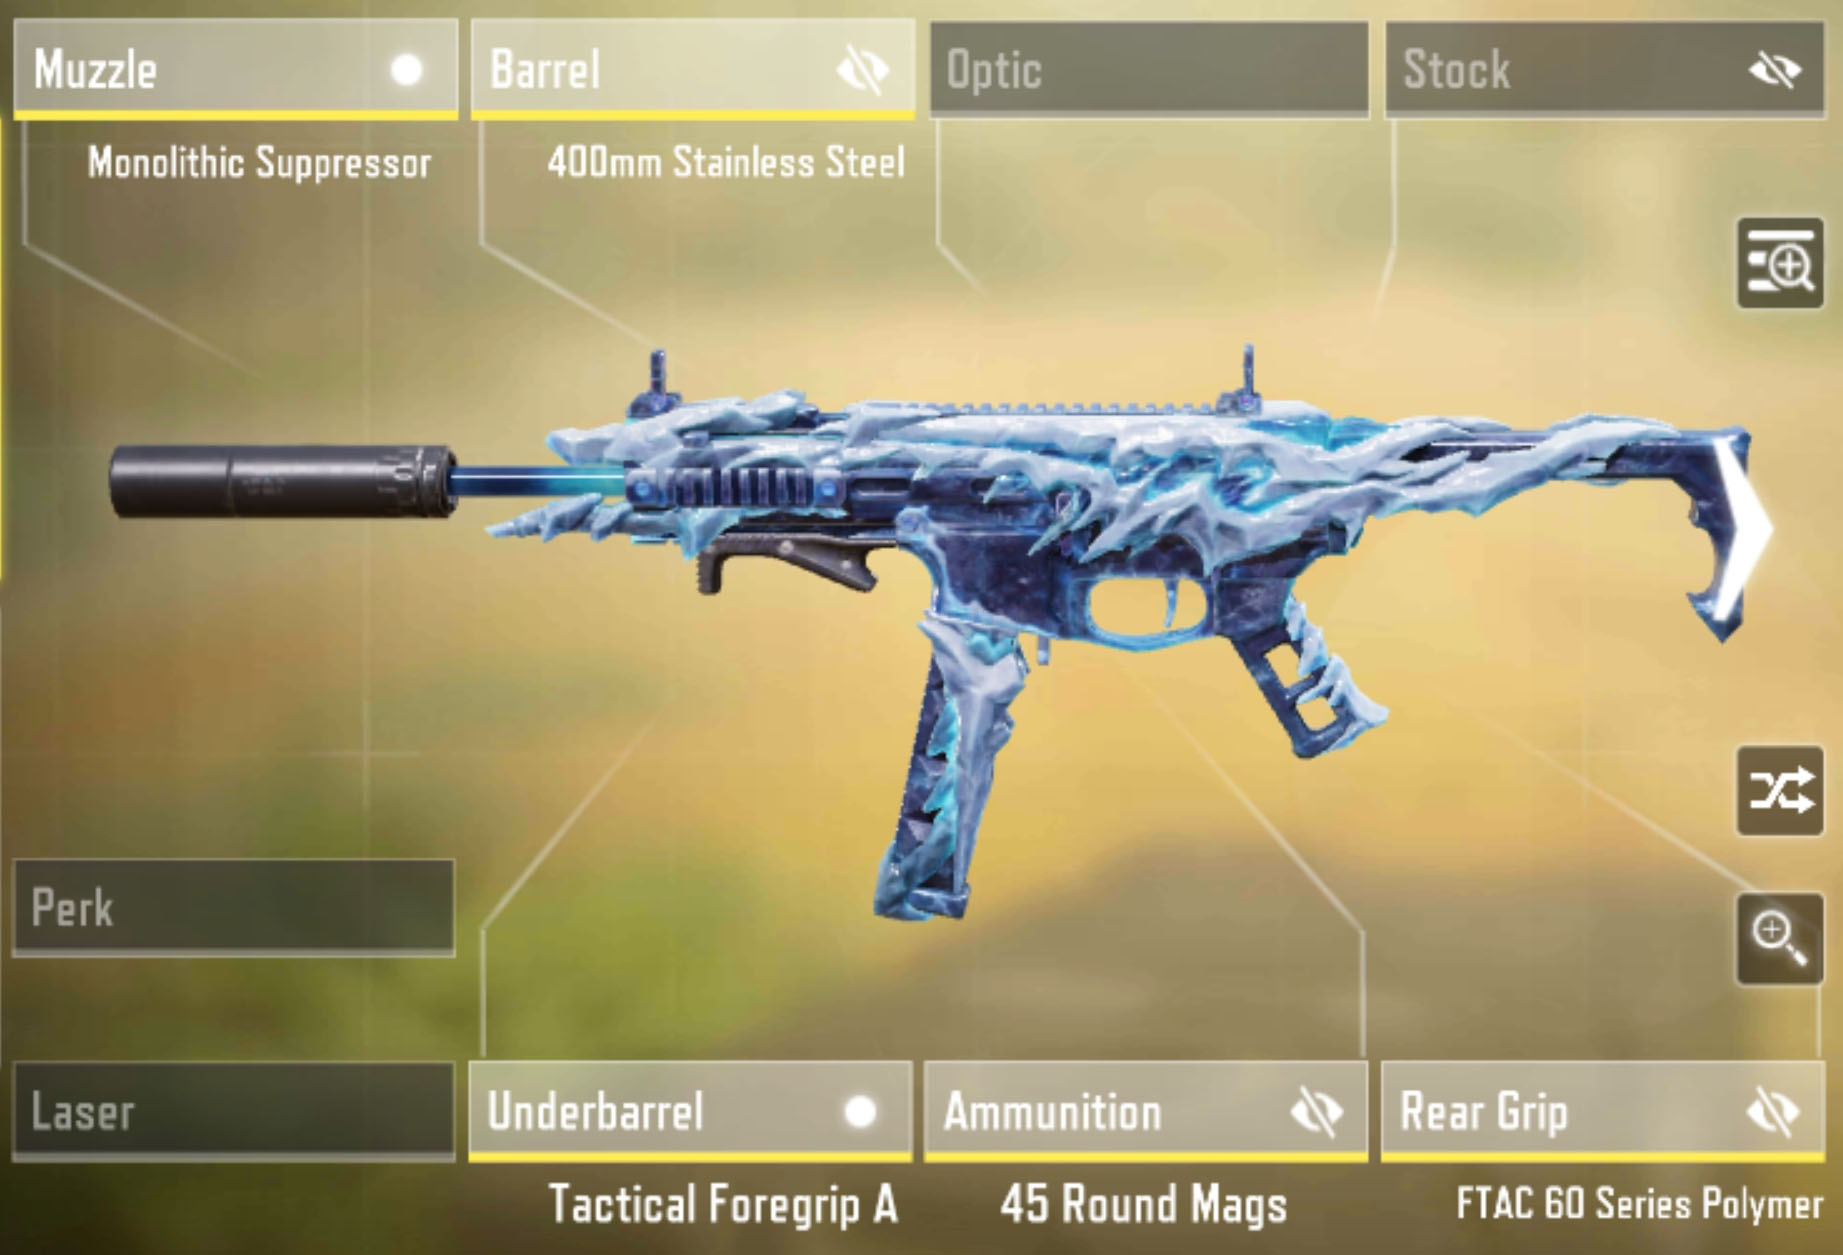 Muzzle
Barrel
Optic
Stock
Monolithic Suppressor
400mm Stainless Steel
Perk
Laser
Underbarrel
Ammunition
Rear Grip
Tactical Foregrip A
45 Round Mags
FTAC 60 Series Polymer